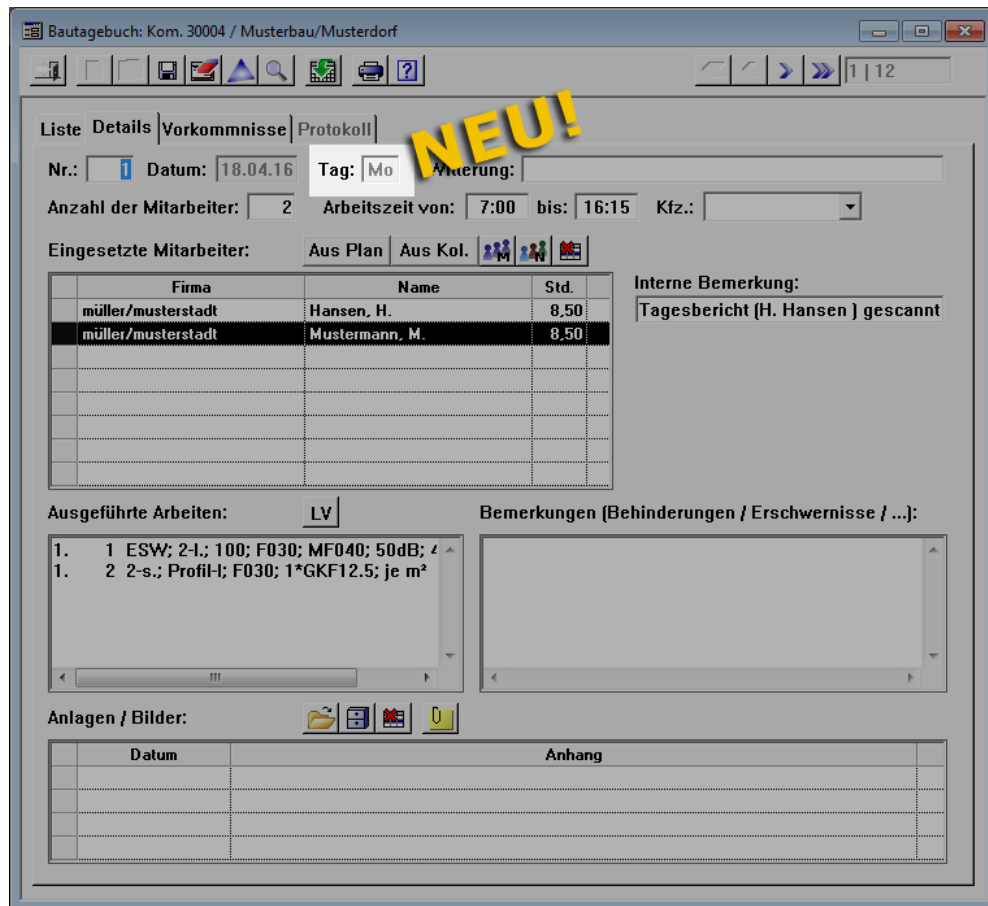 Bautagebuch: Kom. 30004 / Musterbau/Musterdorf
1 | 12
Liste Details Vorkommnisse Protokoll
NEU!
Nr.: 1 Datum: 18.04.16 Tag: Mo Witterung:
Anzahl der Mitarbeiter: 2 Arbeitszeit von: 7:00 bis: 16:15 Kfz.:
Eingesetzte Mitarbeiter: Aus Plan Aus Kol. M N
Interne Bemerkung:
Firma Name Std.
müller/musterstadt Hansen, H. 8,50
Tagesbericht (H. Hansen ) gescannt
müller/musterstadt Mustermann, M. 8,50
Ausgeführte Arbeiten: LV Bemerkungen (Behinderungen / Erschwernisse / ...):
1. 1 ESW; 2-l.; 100; F030; MF040; 50dB;
1. 2 2-s.; Profil-l; F030; 1*GKF12.5; je m²
Anlagen / Bilder:
Datum Anhang